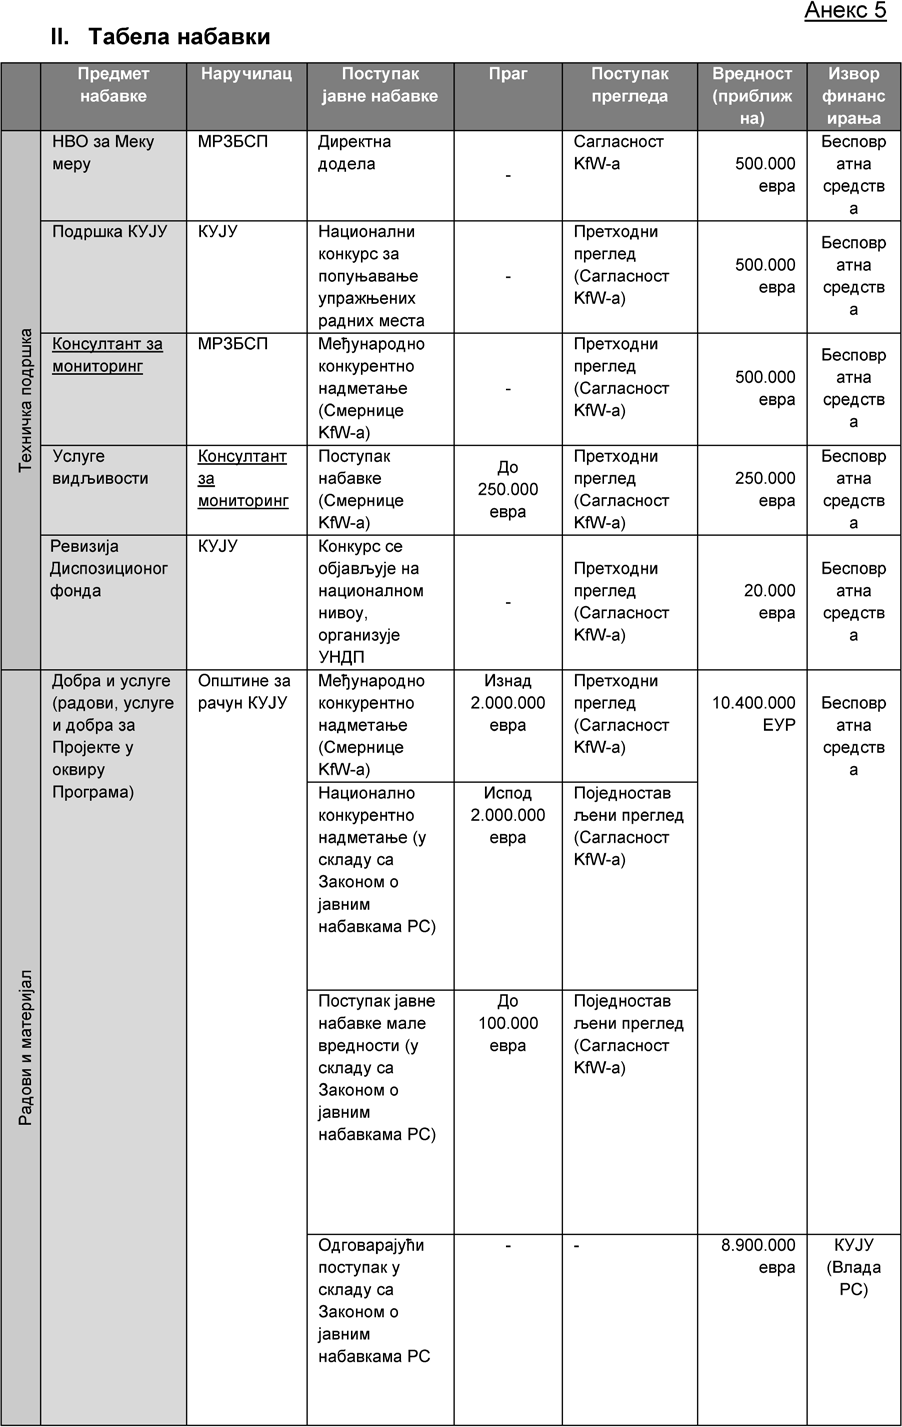 Анекс 5
II. Табела набавки
Предмет
набавке
Наручилац
Поступак
јавне набавке
Праг
Поступак
прегледа
Вредност
(приближ
на)
Извор
финанс
ирања
Техничка подршка
НВО за Меку
меру
МРЗБСП
Директна
додела
-
Сагласност
KfW-а
500.000
евра
Бесповр
атна
средств
а
Подршка КУЈУ
КУЈУ
Национални
конкурс за
попуњавање
упражњених
радних места
-
Претходни
преглед
(Сагласност
KfW-а)
500.000
евра
Бесповр
атна
средств
а
Консултант за
мониторинг
МРЗБСП
Међународно
конкурентно
надметање
(Смернице
KfW-а)
-
Претходни
преглед
(Сагласност
KfW-а)
500.000
евра
Бесповр
атна
средств
а
Услуге
видљивости
Консултант
за
мониторинг
Поступак
набавке
(Смернице
KfW-а)
До
250.000
евра
Претходни
преглед
(Сагласност
KfW-а)
250.000
евра
Бесповр
атна
средств
а
Ревизија
Диспозиционог
фонда
КУЈУ
Конкурс се
објављује на
националном
нивоу,
организује
УНДП
-
Претходни
преглед
(Сагласност
KfW-а)
20.000
евра
Бесповр
атна
средств
а
Радови и материјал
Добра и услуге
(радови, услуге
и добра за
Пројекте у
оквиру
Програма)
Општине за
рачун КУЈУ
Међународно
конкурентно
надметање
(Смернице
KfW-а)
Изнад
2.000.000
евра
Претходни
преглед
(Сагласност
KfW-а)
10.400.000
ЕУР
Бесповр
атна
средств
а
Национално
конкурентно
надметање (у
складу са
Законом о
јавним
набавкама РС)
Испод
2.000.000
евра
Поједностав
љени преглед
(Сагласност
KfW-а)
Поступак јавне
набавке мале
вредности (у
складу са
Законом о
јавним
набавкама РС)
До
100.000
евра
Поједностав
љени преглед
(Сагласност
KfW-а)
Одговарајући
поступак у
складу са
Законом о
јавним
набавкама РС
-
-
8.900.000
евра
КУЈУ
(Влада
РС)